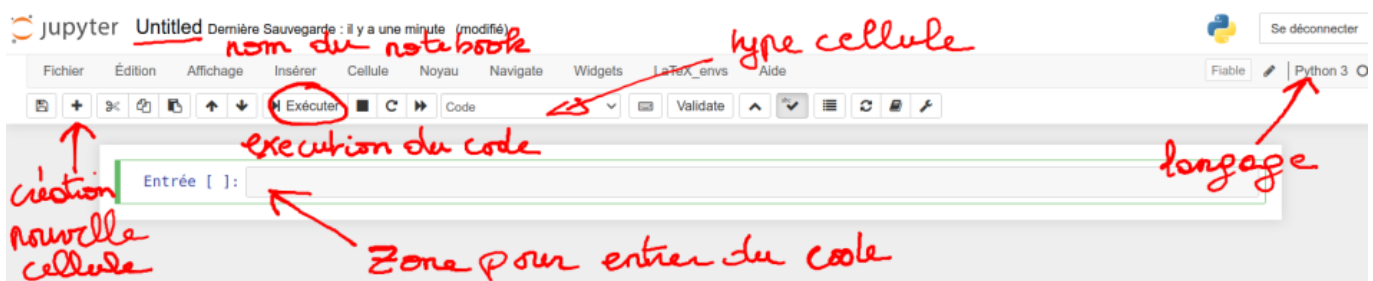 jupyter Untitled Dernière Sauvegarde : il y a une minute (modifié) Se déconnecter
nom du notebook
type cellule
Fichier Édition Affichage Insérer Cellule Noyau Navigate Widgets LaTeX_envs Aide Fiable Python 3
Exécuter Code Validate
execution du code
langage
Entrée [ ]:
création
nouvelle
cellule
Zone pour entrer du code